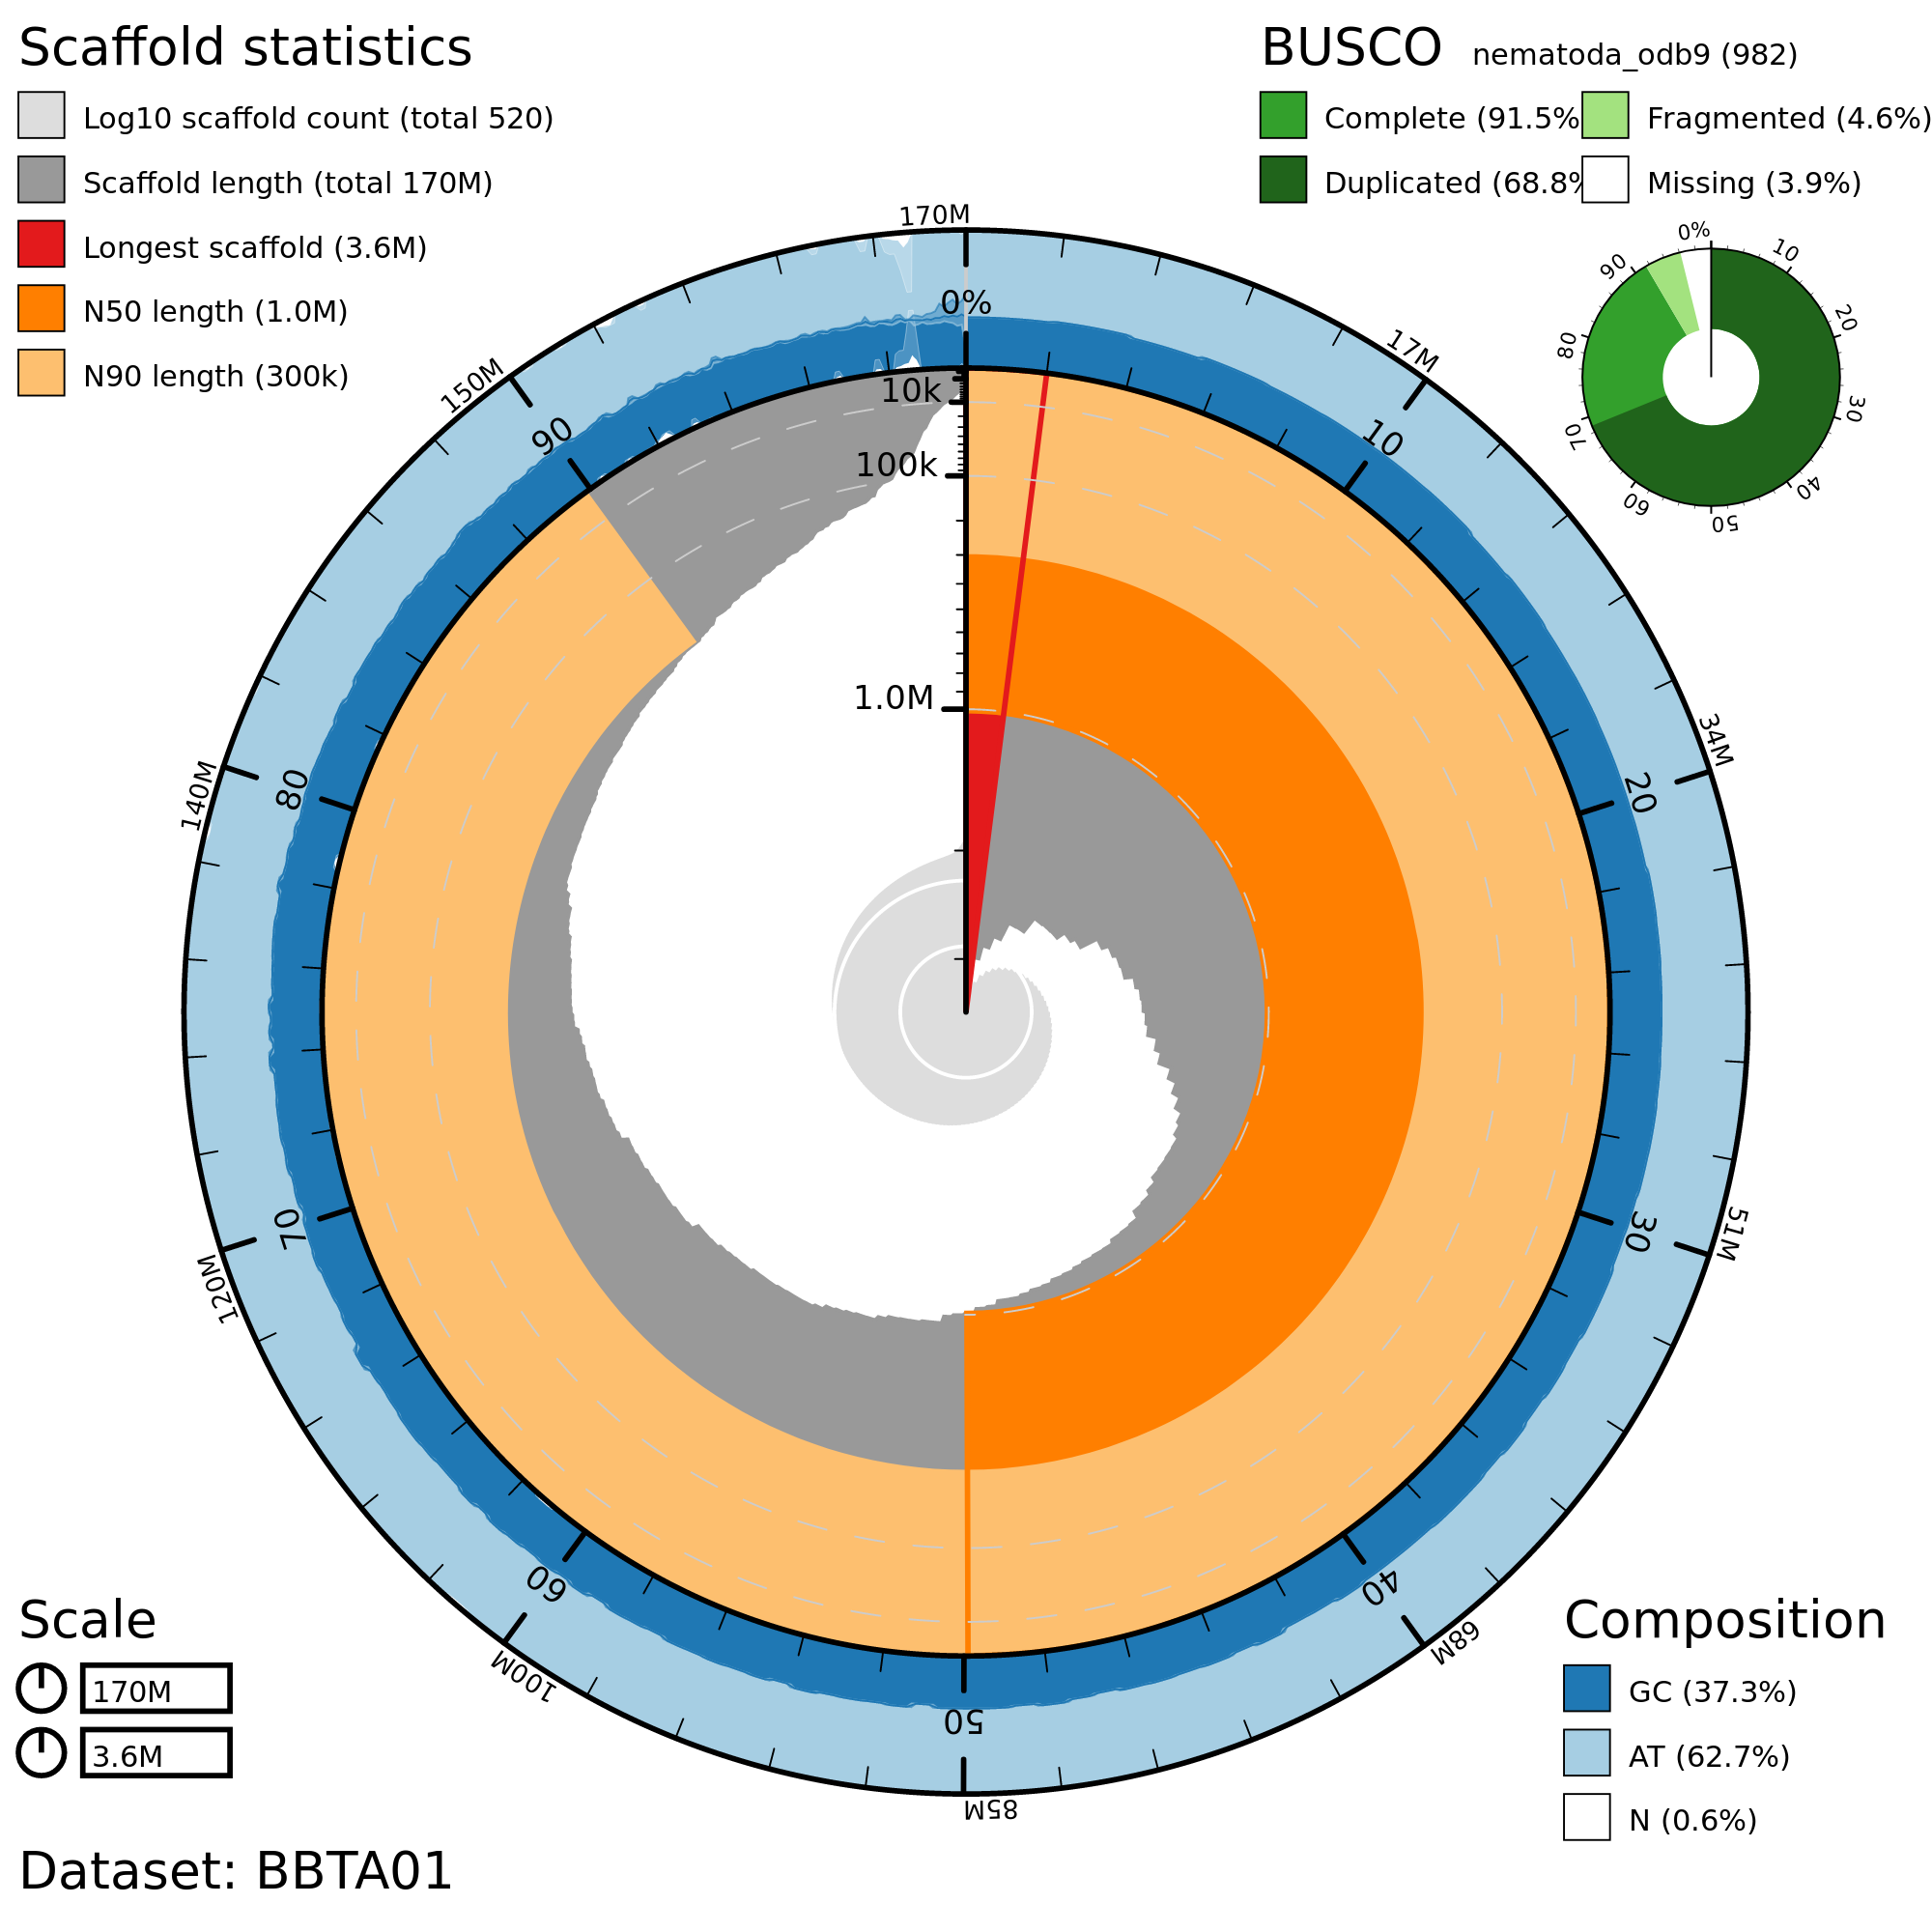 Scaffold statistics
Log10 scaffold count (total 520)
Scaffold length (total 170M)
Longest scaffold (3.6M)
N50 length (1.0M)
N90 length (300k)
BUSCO nematoda_odb9 (982)
Complete (91.5% Fragmented (4.6%)
Duplicated (68.8% Missing (3.9%)
0%
10
20
30
40
50
60
70
80
90
170M
17M
34M
51M
68M
85M
100M
120M
140M
150M
0%
10
20
30
40
50
60
70
80
90
10k
100k
1.0M
Scale
170M
3.6M
Composition
GC (37.3%)
AT (62.7%)
N (0.6%)
Dataset: BBTA01